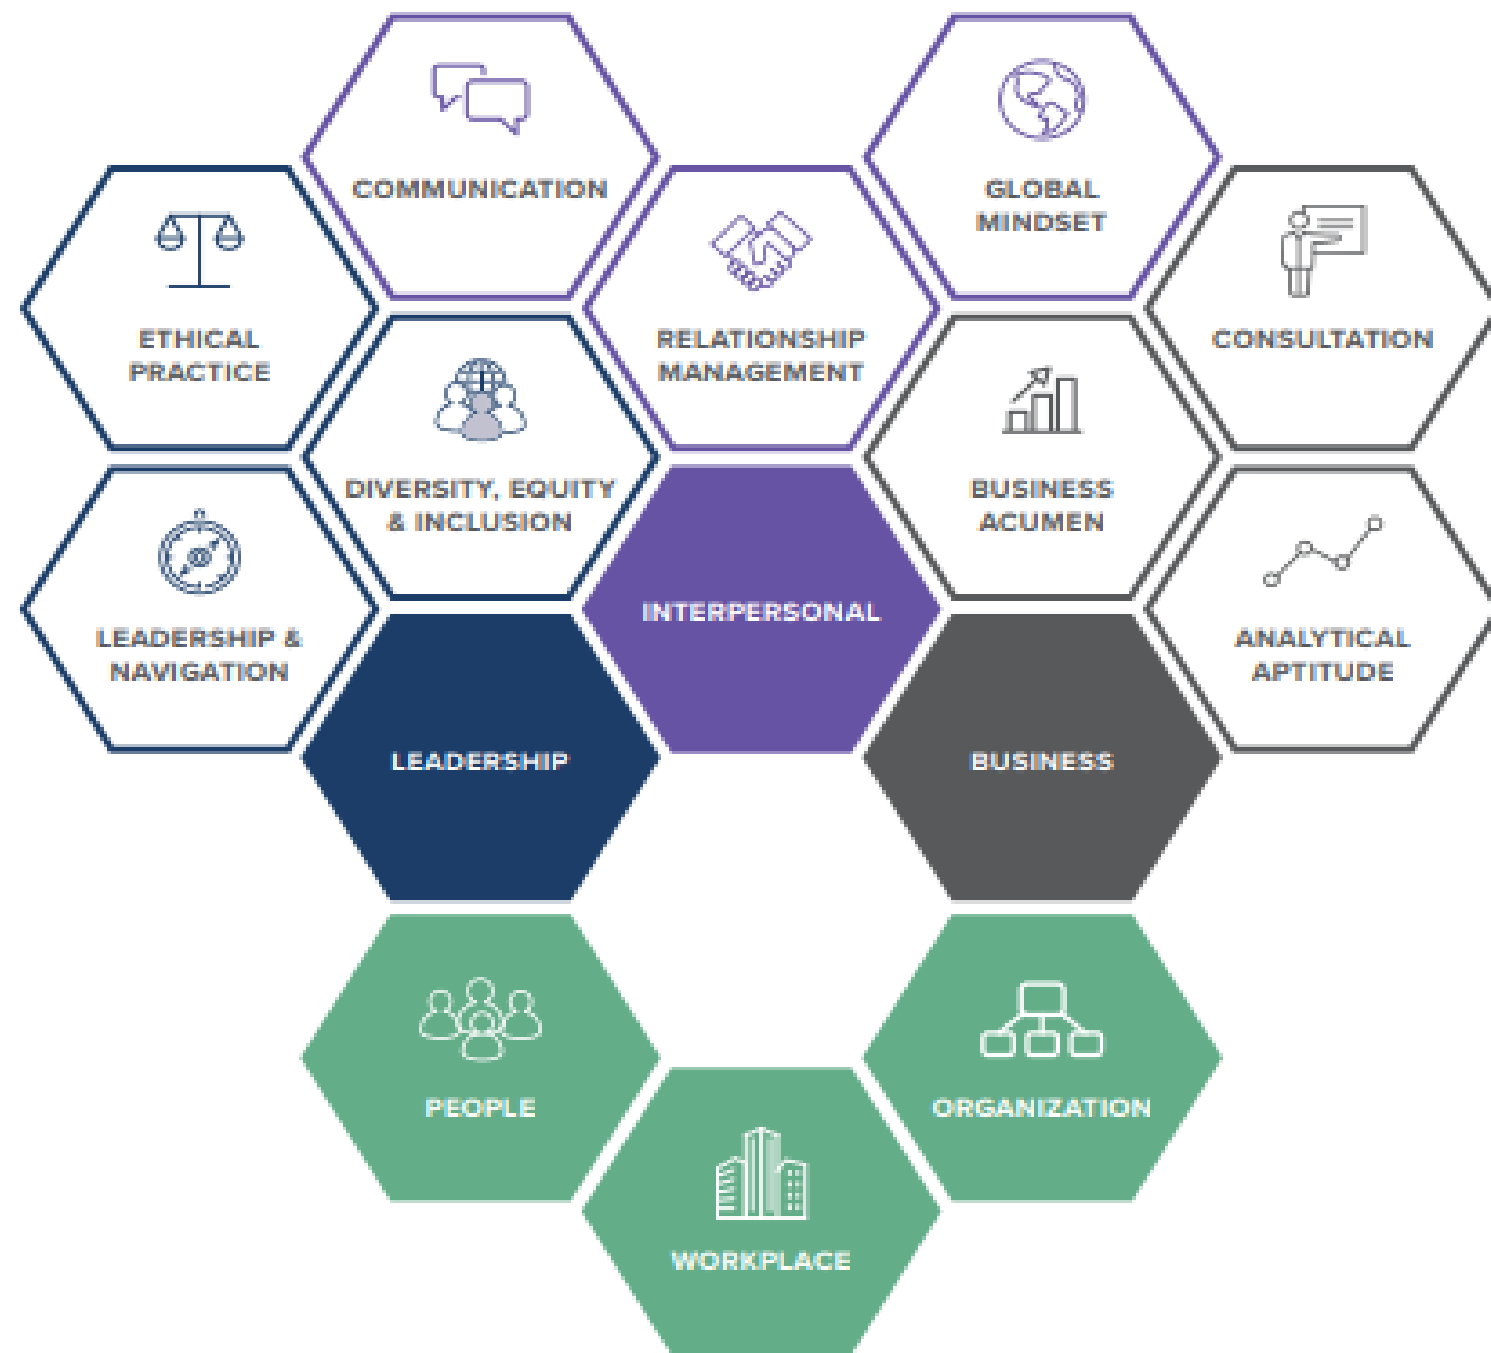 COMMUNICATION
GLOBAL
MINDSET
ETHICAL
PRACTICE
RELATIONSHIP
MANAGEMENT
CONSULTATION
DIVERSITY, EQUITY
& INCLUSION
BUSINESS
ACUMEN
LEADERSHIP &
NAVIGATION
INTERPERSONAL
ANALYTICAL
APTITUDE
LEADERSHIP
BUSINESS
PEOPLE
ORGANIZATION
WORKPLACE